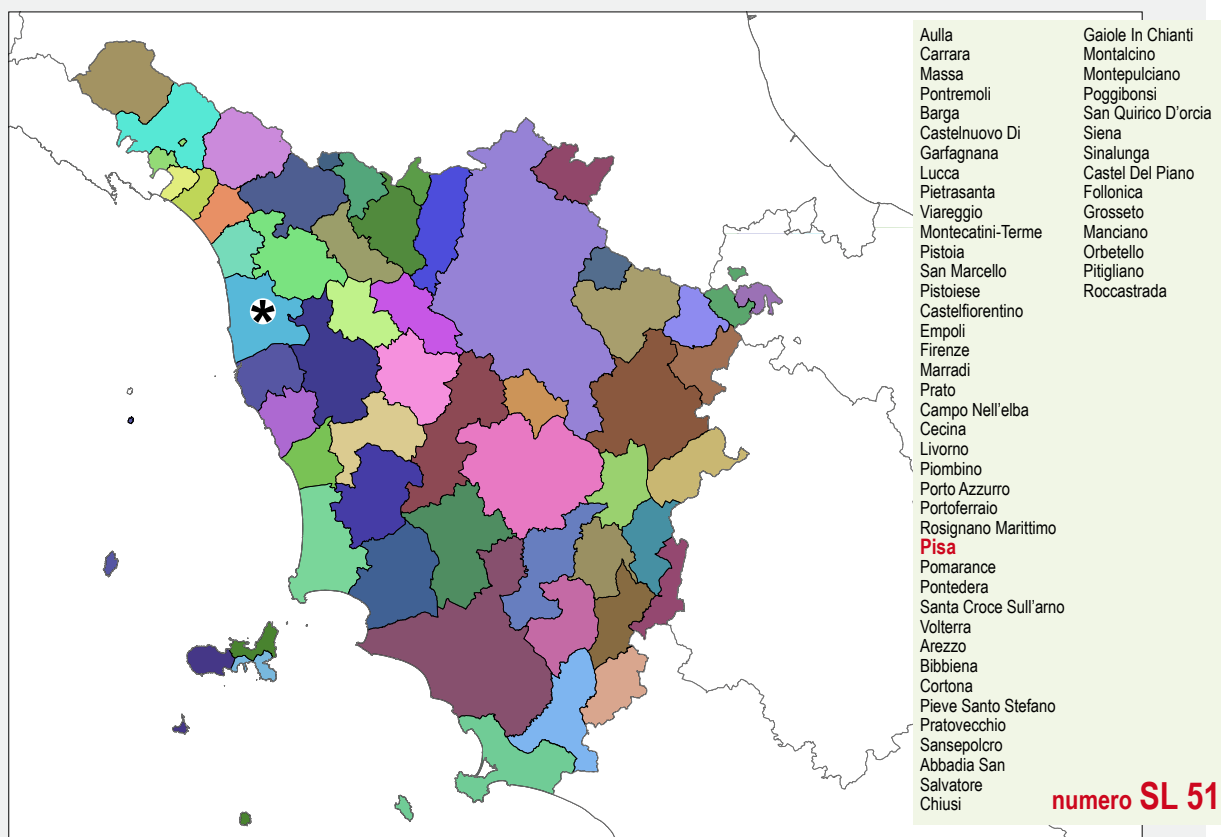 Aulla
Carrara
Massa
Pontremoli
Barga
Castelnuovo Di
Garfagnana
Lucca
Pietrasanta
Viareggio
Montecatini-Terme
Pistoia
San Marcello
Pistoiese
Castelfiorentino
Empoli
Firenze
Marradi
Prato
Campo Nell'elba
Cecina
Livorno
Piombino
Porto Azzurro
Portoferraio
Rosignano Marittimo
Pisa
Pomarance
Pontedera
Santa Croce Sull'arno
Volterra
Arezzo
Bibbiena
Cortona
Pieve Santo Stefano
Pratovecchio
Sansepolcro
Abbadia San
Salvatore
Chiusi
Gaiole In Chianti
Montalcino
Montepulciano
Poggibonsi
San Quirico D'orcia
Siena
Sinalunga
Castel Del Piano
Follonica
Grosseto
Manciano
Orbetello
Pitigliano
Roccastrada
numero SL 51
*